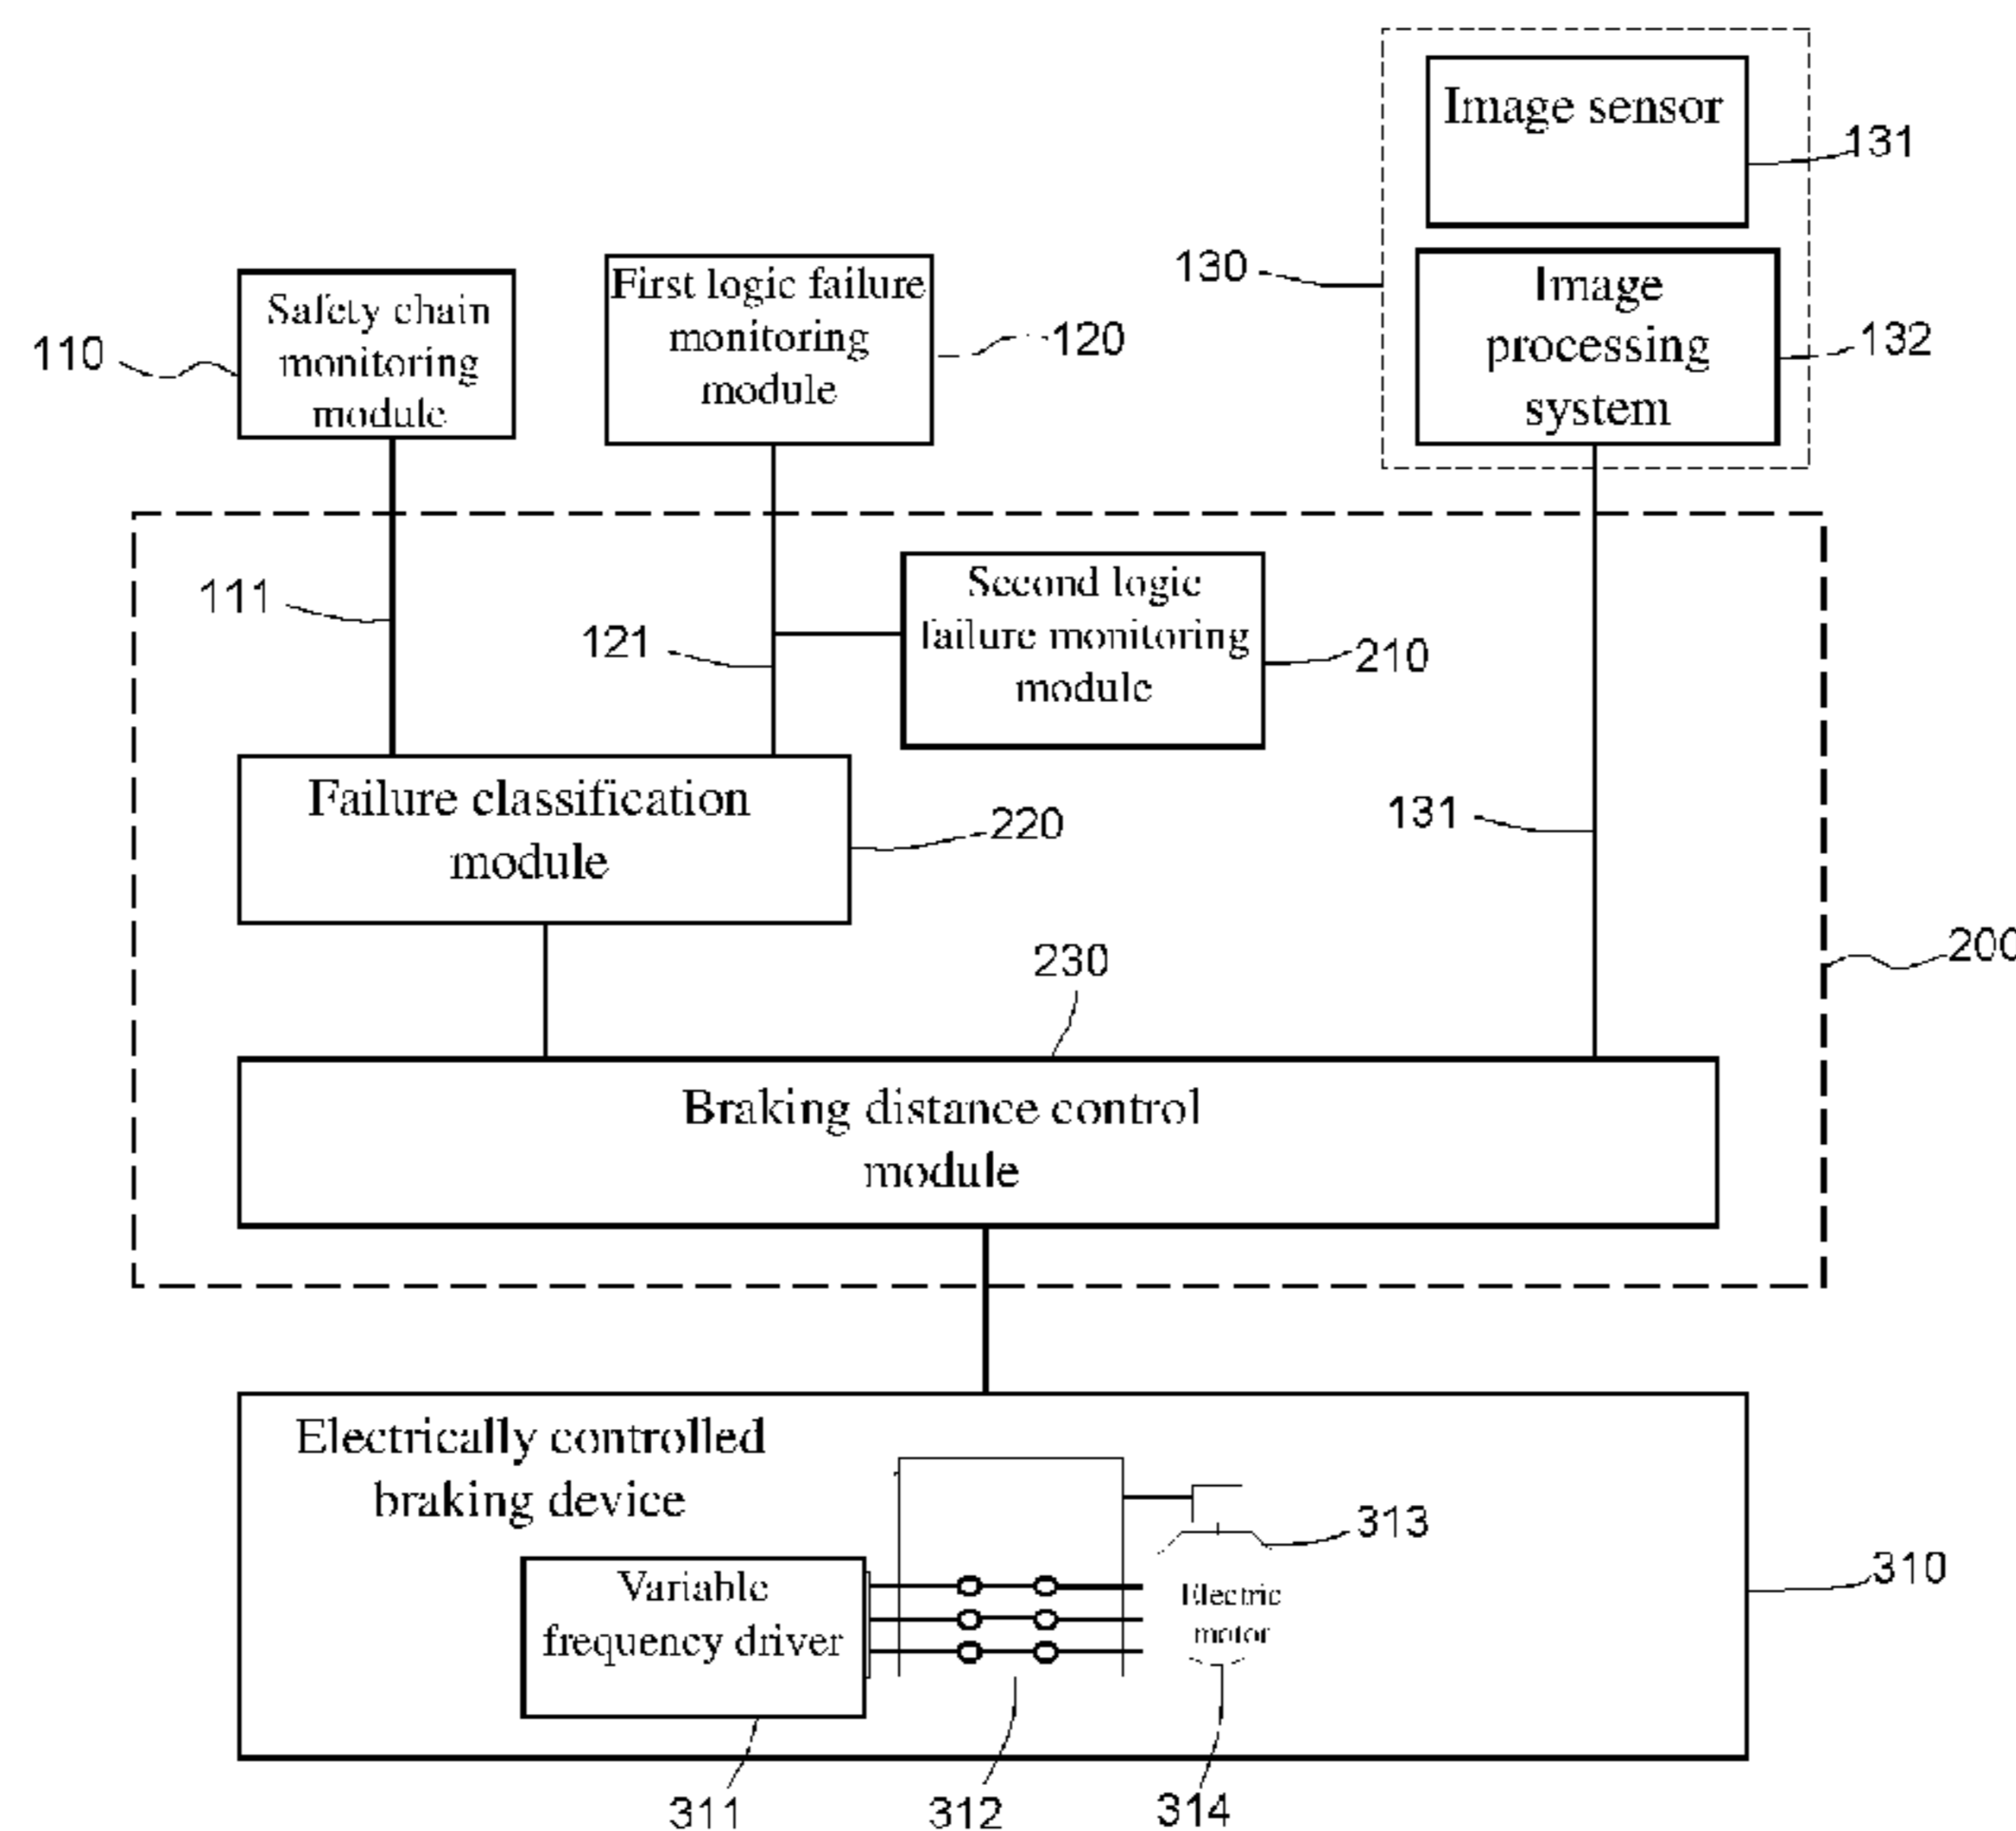 Image sensor
131
130
Image
processing
system
132
110
Safety chain
monitoring
module
First logic failure
monitoring
module
120
111
121
Second logic
failure monitoring
module
210
Failure classification
module
220
131
230
200
Braking distance control
module
Electrically controlled
braking device
313
310
Variable
frequency driver
Electric
motor
311
312
314